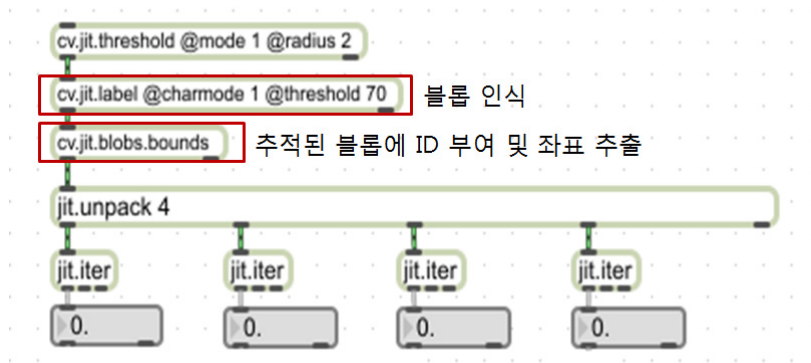 cv.jit.threshold @mode 1 @radius 2
cv.jit.label @charmode 1 @threshold 70 블롭 인식
cv.jit.blobs.bounds 추적된 블롭에 ID 부여 및 좌표 추출
jit.unpack 4
jit.iter jit.iter jit.iter jit.iter
0. 0. 0. 0.